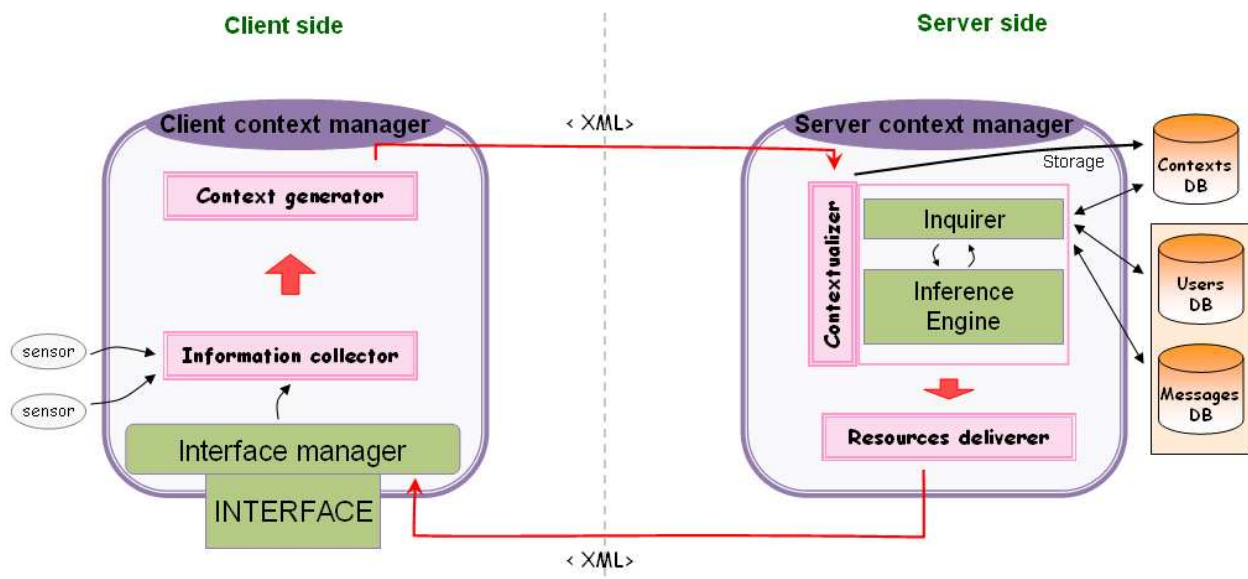 Client side
Server side
Client context manager
< XML>
Server context manager
Storage
Contexts
DB
Context generator
Contextualizer
Inquirer
Users
DB
Inference
Engine
sensor
Information collector
sensor
Messages
DB
Interface manager
Resources deliverer
INTERFACE
< XML>